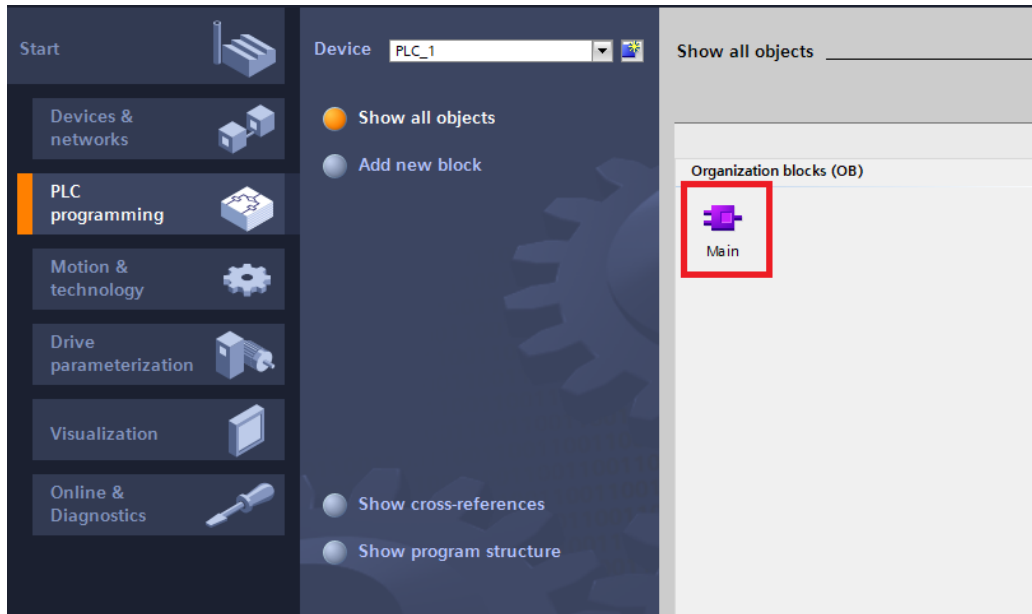 Start
Devices &
networks
PLC
programming
Motion &
technology
Drive
parameterization
Visualization
Online &
Diagnostics
Device PLC_1
Show all objects
Add new block
Show cross-references
Show program structure
Show all objects
Organization blocks (OB)
Main